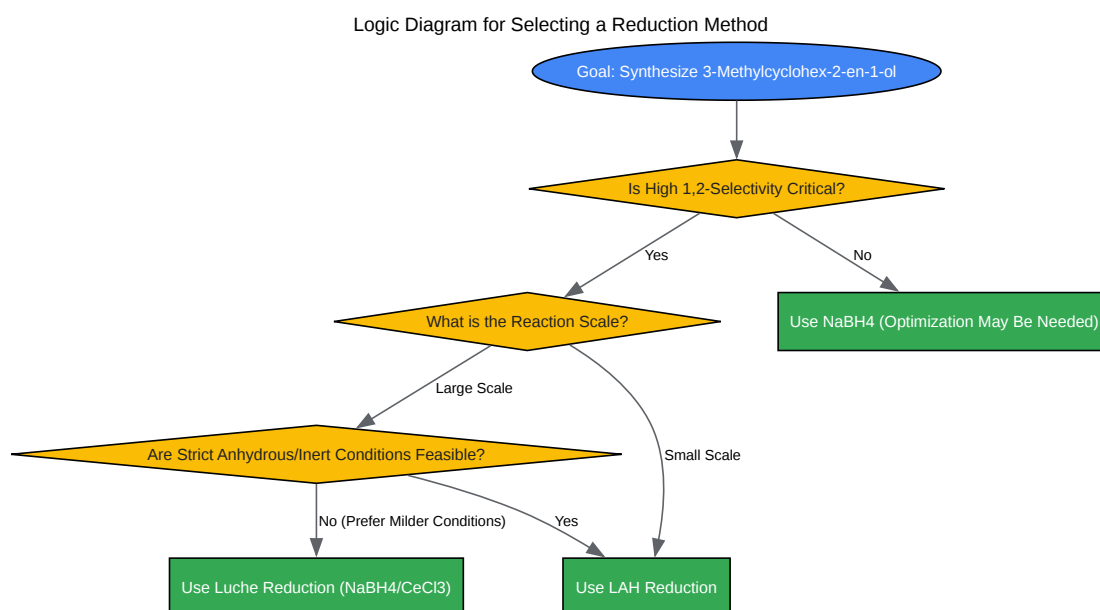 Logic Diagram for Selecting a Reduction Method
Goal: Synthesize 3-Methylcyclohex-2-en-1-ol
Is High 1,2-Selectivity Critical?
Yes
No
What is the Reaction Scale?
Use NaBH4 (Optimization May Be Needed)
Large Scale
Are Strict Anhydrous/Inert Conditions Feasible?
Small Scale
No (Prefer Milder Conditions)
Yes
Use Luche Reduction (NaBH4/CeCl3)
Use LAH Reduction